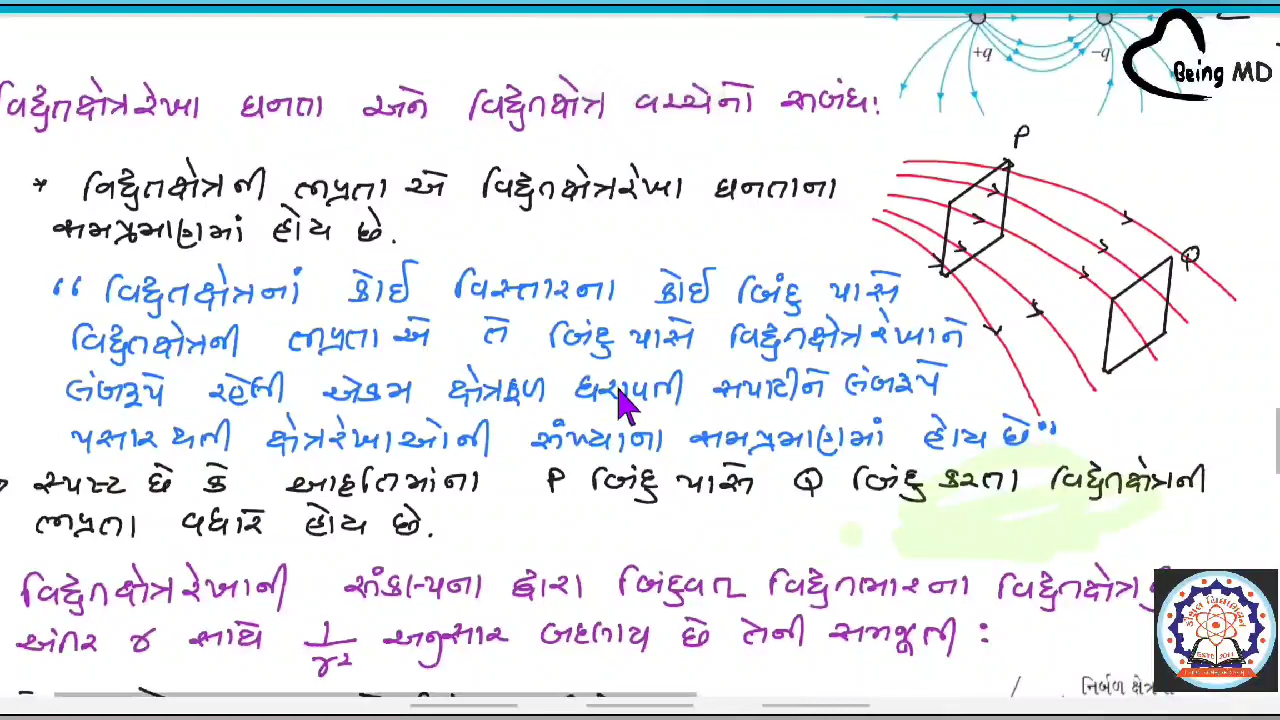 +q
-q
Being MD
વિદ્યુતક્ષેત્રરેખા ઘનતા અને વિદ્યુતક્ષેત્ર વચ્ચેનો સબંધ:
P
* વિદ્યુતક્ષેત્રની તીવ્રતા એ વિદ્યુતક્ષેત્રરેખા ઘનતાના
સમપ્રમાણમાં હોય છે.
Q
“ વિદ્યુતક્ષેત્રનાં કોઈ વિસ્તારના કોઈ બિંદુ પાસે
વિદ્યુતક્ષેત્રની તીવ્રતા એ તે બિંદુ પાસે વિદ્યુતક્ષેત્રરેખાને
લંબરૂપે રહેલી એકમ ક્ષેત્રફળ ધરાવતી સપાટીને લંબરૂપે
પસાર થતી ક્ષેત્રરેખાઓની સંખ્યાના સમપ્રમાણમાં હોય છે”
સ્પષ્ટ છે કે આકૃતિમાંના P બિંદુ પાસે Q બિંદુ કરતા વિદ્યુતક્ષેત્રની
તીવ્રતા વધારે હોય છે.
વિદ્યુતક્ષેત્રરેખાની સંકલ્પના દ્વારા બિંદુવત્ વિદ્યુતભારના વિદ્યુતક્ષેત્ર
અંતર r સાથે 1/r² અનુસાર બદલાય છે તેની સમજૂતી :
નિર્બળ